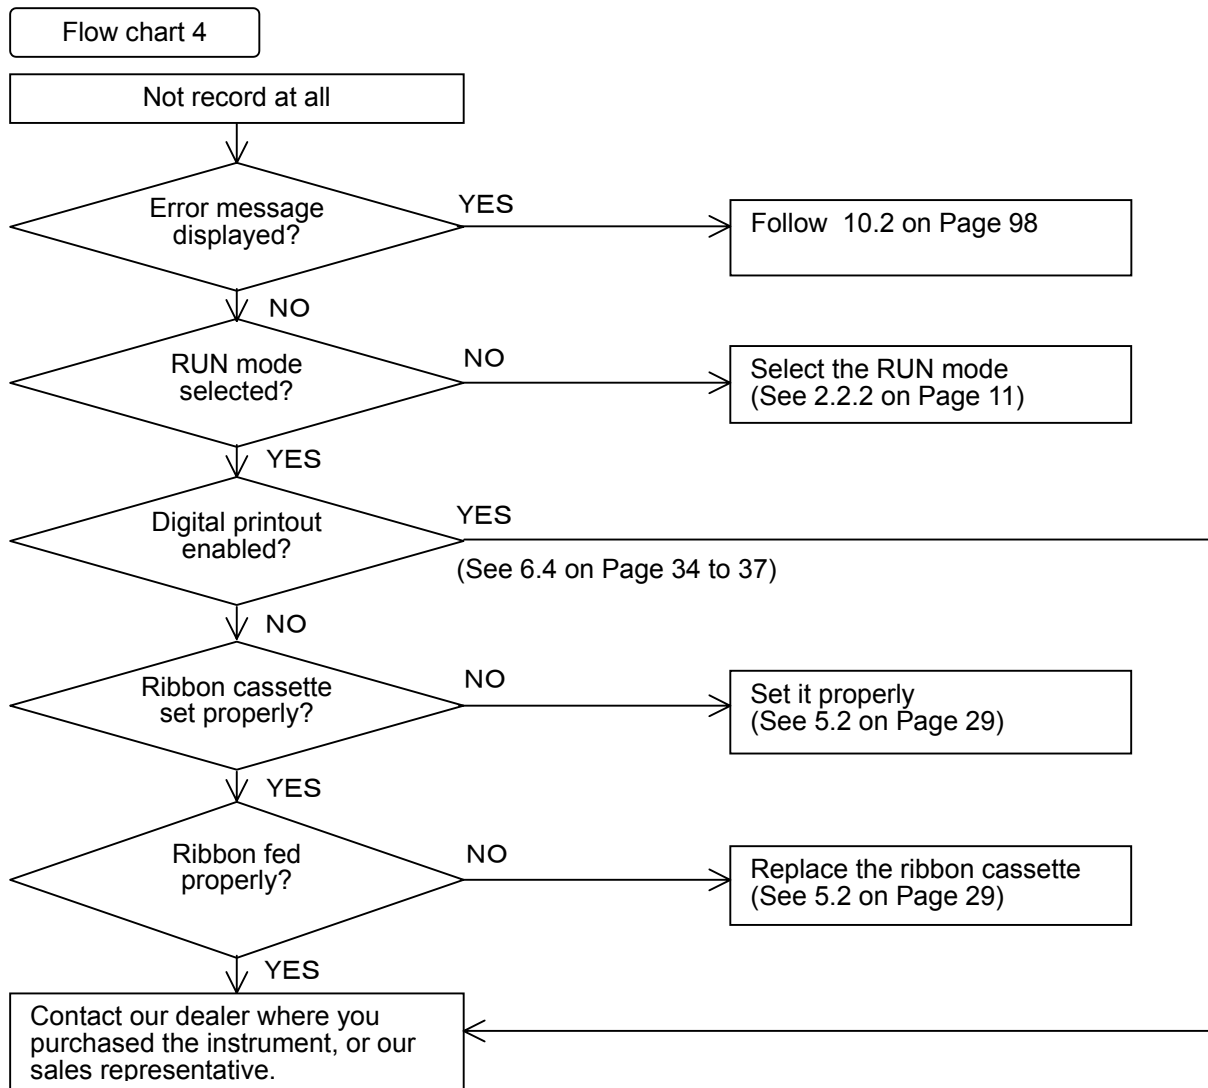 Flow chart 4
Not record at all
Error message
displayed?
YES
Follow  10.2 on Page 98
NO
RUN mode
selected?
NO
Select the RUN mode
(See 2.2.2 on Page 11)
YES
Digital printout
enabled?
YES
(See 6.4 on Page 34 to 37)
NO
Ribbon cassette
set properly?
NO
Set it properly
(See 5.2 on Page 29)
YES
Ribbon fed
properly?
NO
Replace the ribbon cassette
(See 5.2 on Page 29)
YES
Contact our dealer where you
purchased the instrument, or our
sales representative.